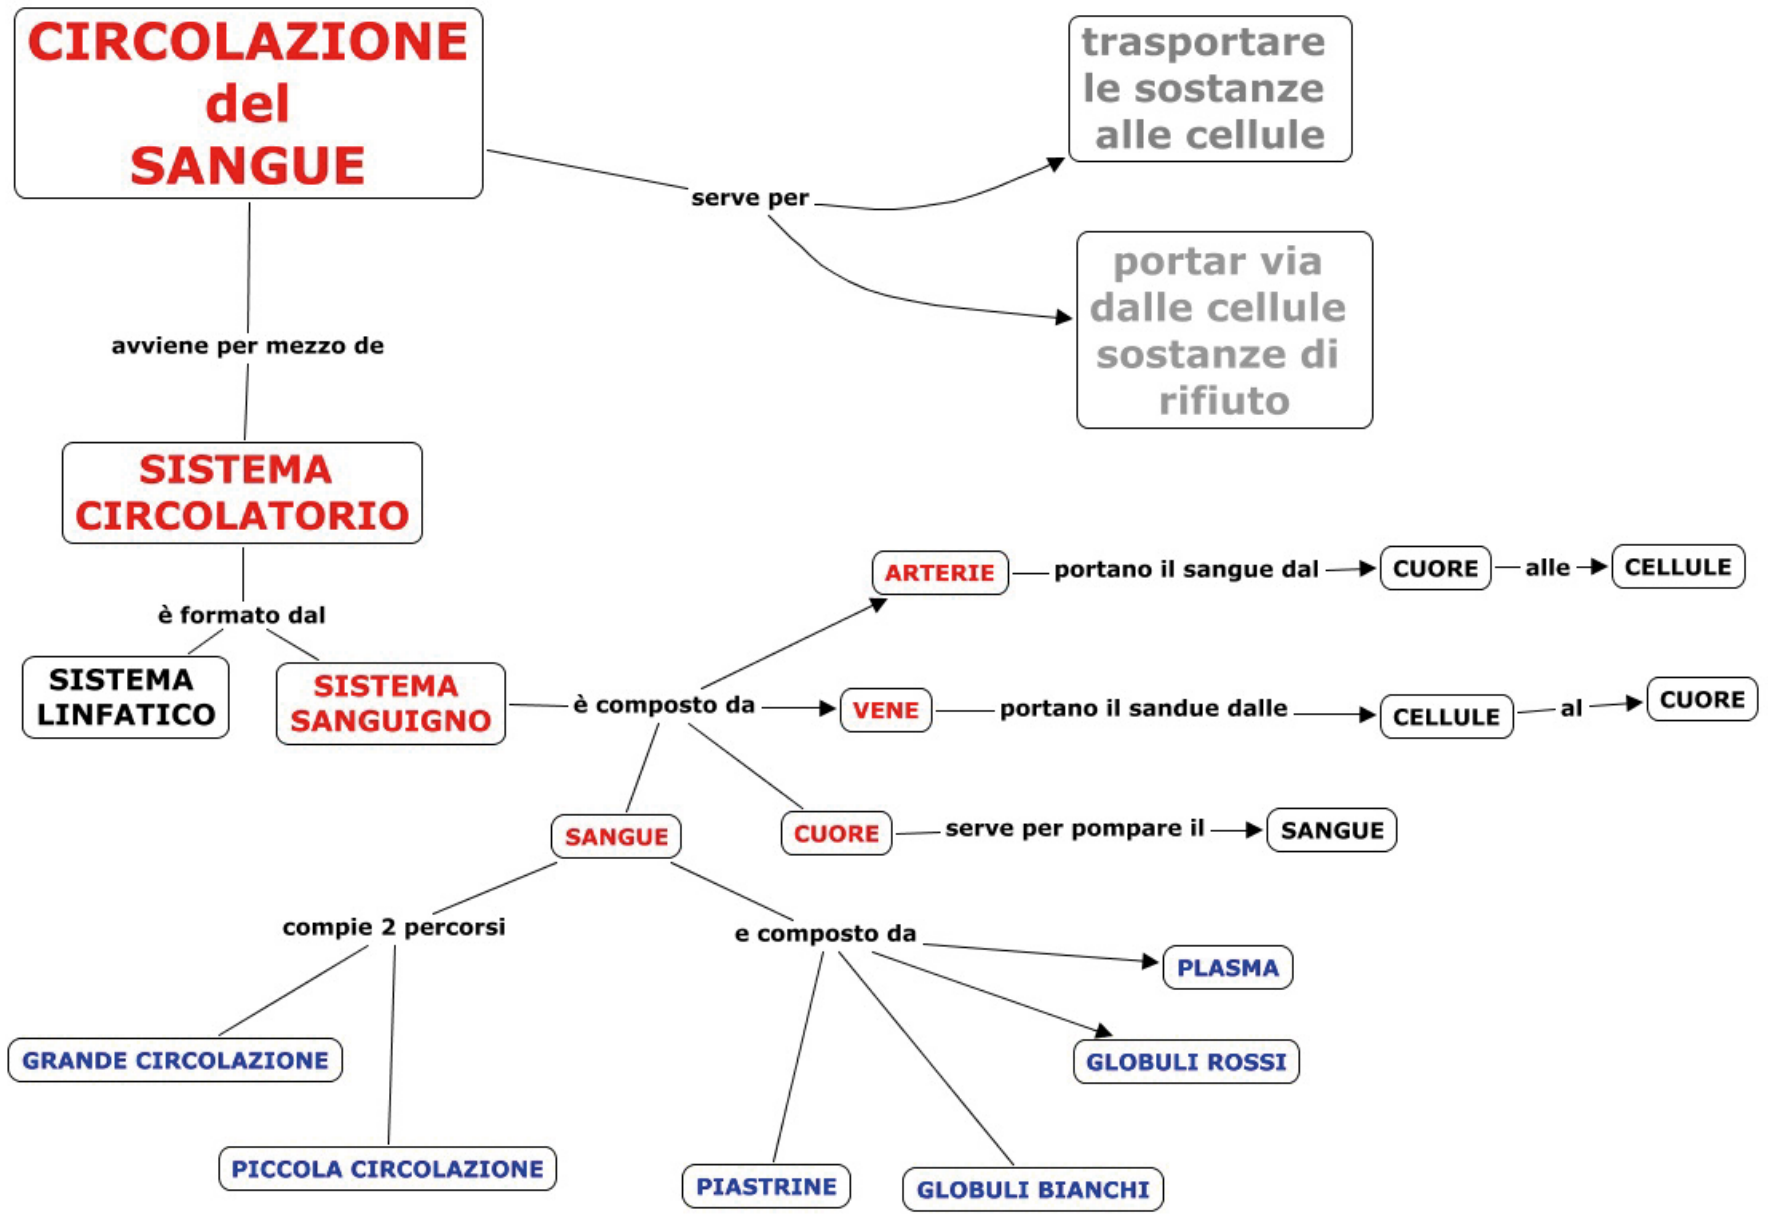 CIRCOLAZIONE
del
SANGUE
trasportare
le sostanze
alle cellule
serve per
portar via
dalle cellule
sostanze di
rifiuto
avviene per mezzo de
SISTEMA
CIRCOLATORIO
è formato dal
SISTEMA
LINFATICO
SISTEMA
SANGUIGNO
è composto da
ARTERIE
portano il sangue dal
CUORE
alle
CELLULE
VENE
portano il sandue dalle
CELLULE
al
CUORE
SANGUE
CUORE
serve per pompare il
SANGUE
compie 2 percorsi
e composto da
PLASMA
GLOBULI ROSSI
GRANDE CIRCOLAZIONE
PICCOLA CIRCOLAZIONE
PIASTRINE
GLOBULI BIANCHI